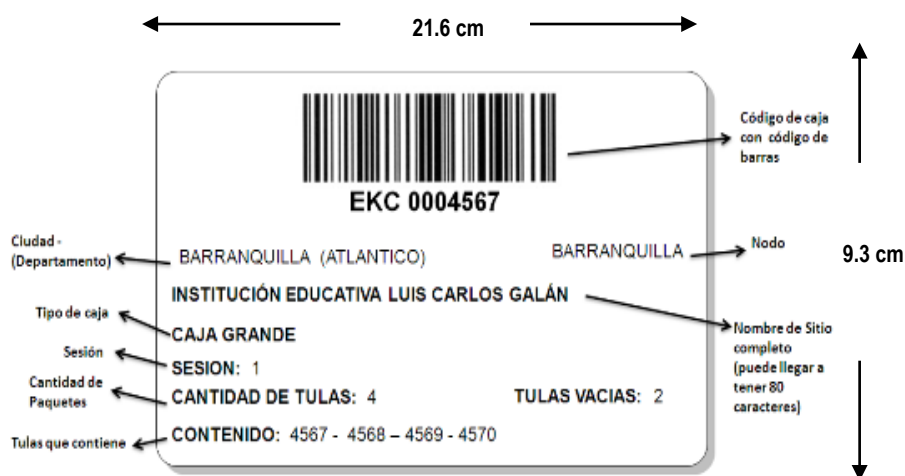 21.6 cm
Código de caja
con código de
barras
EKC 0004567
Ciudad -
(Departamento)
BARRANQUILLA (ATLANTICO)
BARRANQUILLA
Nodo
9.3 cm
INSTITUCIÓN EDUCATIVA LUIS CARLOS GALÁN
Tipo de caja
CAJA GRANDE
Nombre de Sitio
completo
(puede llegar a
tener 80
caracteres)
Sesión
SESION: 1
Cantidad de
Paquetes
CANTIDAD DE TULAS: 4
TULAS VACIAS: 2
Tulas que contiene
CONTENIDO: 4567 - 4568 – 4569 - 4570